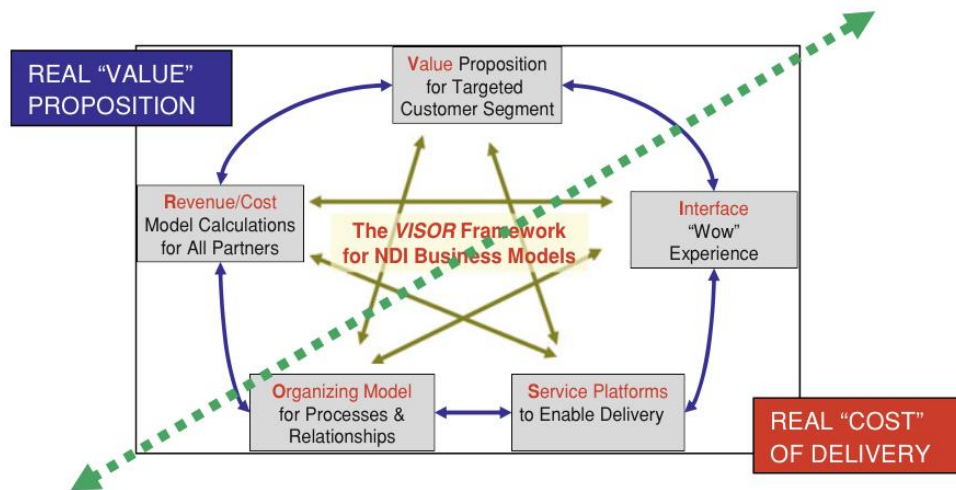 REAL “VALUE”
PROPOSITION
Value Proposition
for Targeted
Customer Segment
Revenue/Cost
Model Calculations
for All Partners
The VISOR Framework
for NDI Business Models
Interface
“Wow”
Experience
Organizing Model
for Processes &
Relationships
Service Platforms
to Enable Delivery
REAL “COST”
OF DELIVERY